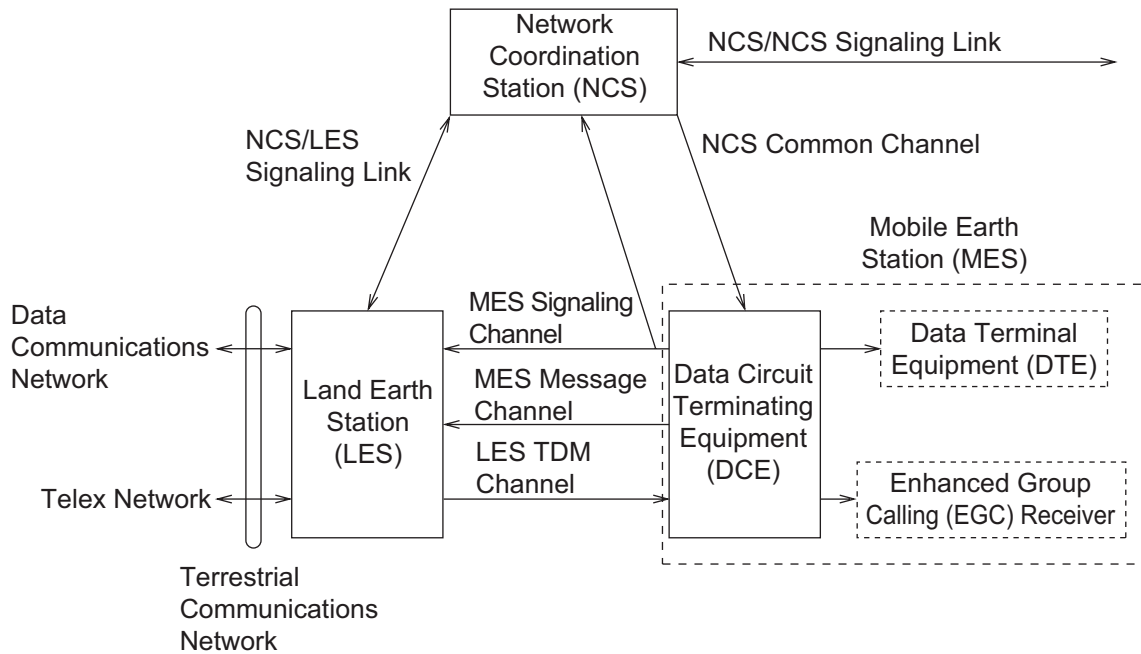 Network
Coordination
Station (NCS)
NCS/NCS Signaling Link
NCS/LES
Signaling Link
NCS Common Channel
Mobile Earth
Station (MES)
Data
Communications
Network
MES Signaling
Channel
Data Terminal
Equipment (DTE)
Land Earth
Station
(LES)
MES Message
Channel
Data Circuit
Terminating
Equipment
(DCE)
LES TDM
Channel
Telex Network
Enhanced Group
Calling (EGC) Receiver
Terrestrial
Communications
Network